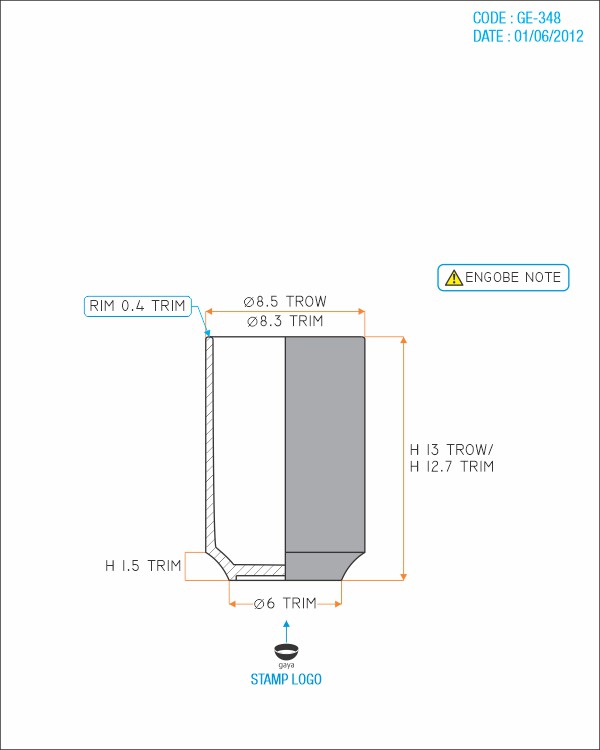 CODE : GE-348
DATE : 01/06/2012
ENGOBE NOTE
RIM 0.4 TRIM
Ø8.5 TROW
Ø8.3 TRIM
H 13 TROW/
H 12.7 TRIM
H 1.5 TRIM
Ø6 TRIM
gaya
STAMP LOGO